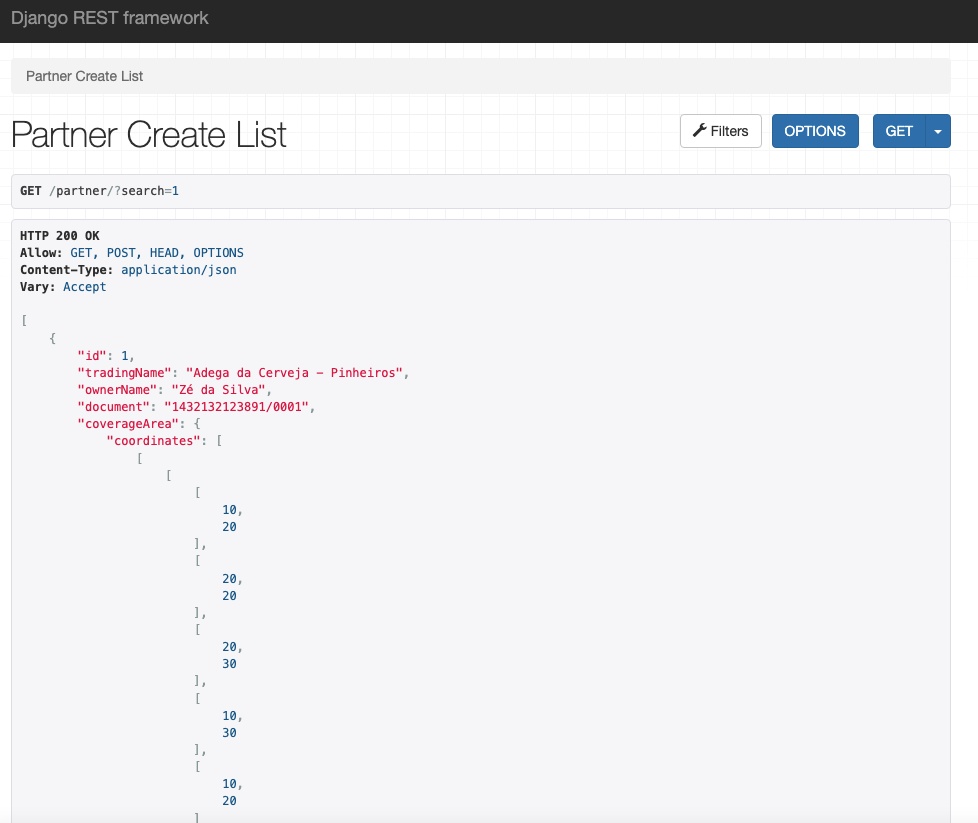 Django REST framework
Partner Create List
Partner Create List
Filters
OPTIONS
GET
GET /partner/?search=1
HTTP 200 OK
Allow: GET, POST, HEAD, OPTIONS
Content-Type: application/json
Vary: Accept
[
{
"id": 1,
"tradingName": "Adega da Cerveja - Pinheiros",
"ownerName": "Zé da Silva",
"document": "1432132123891/0001",
"coverageArea": {
"coordinates": [
[
[
[
10,
20
],
[
20,
20
],
[
20,
30
],
[
10,
30
],
[
10,
20
]